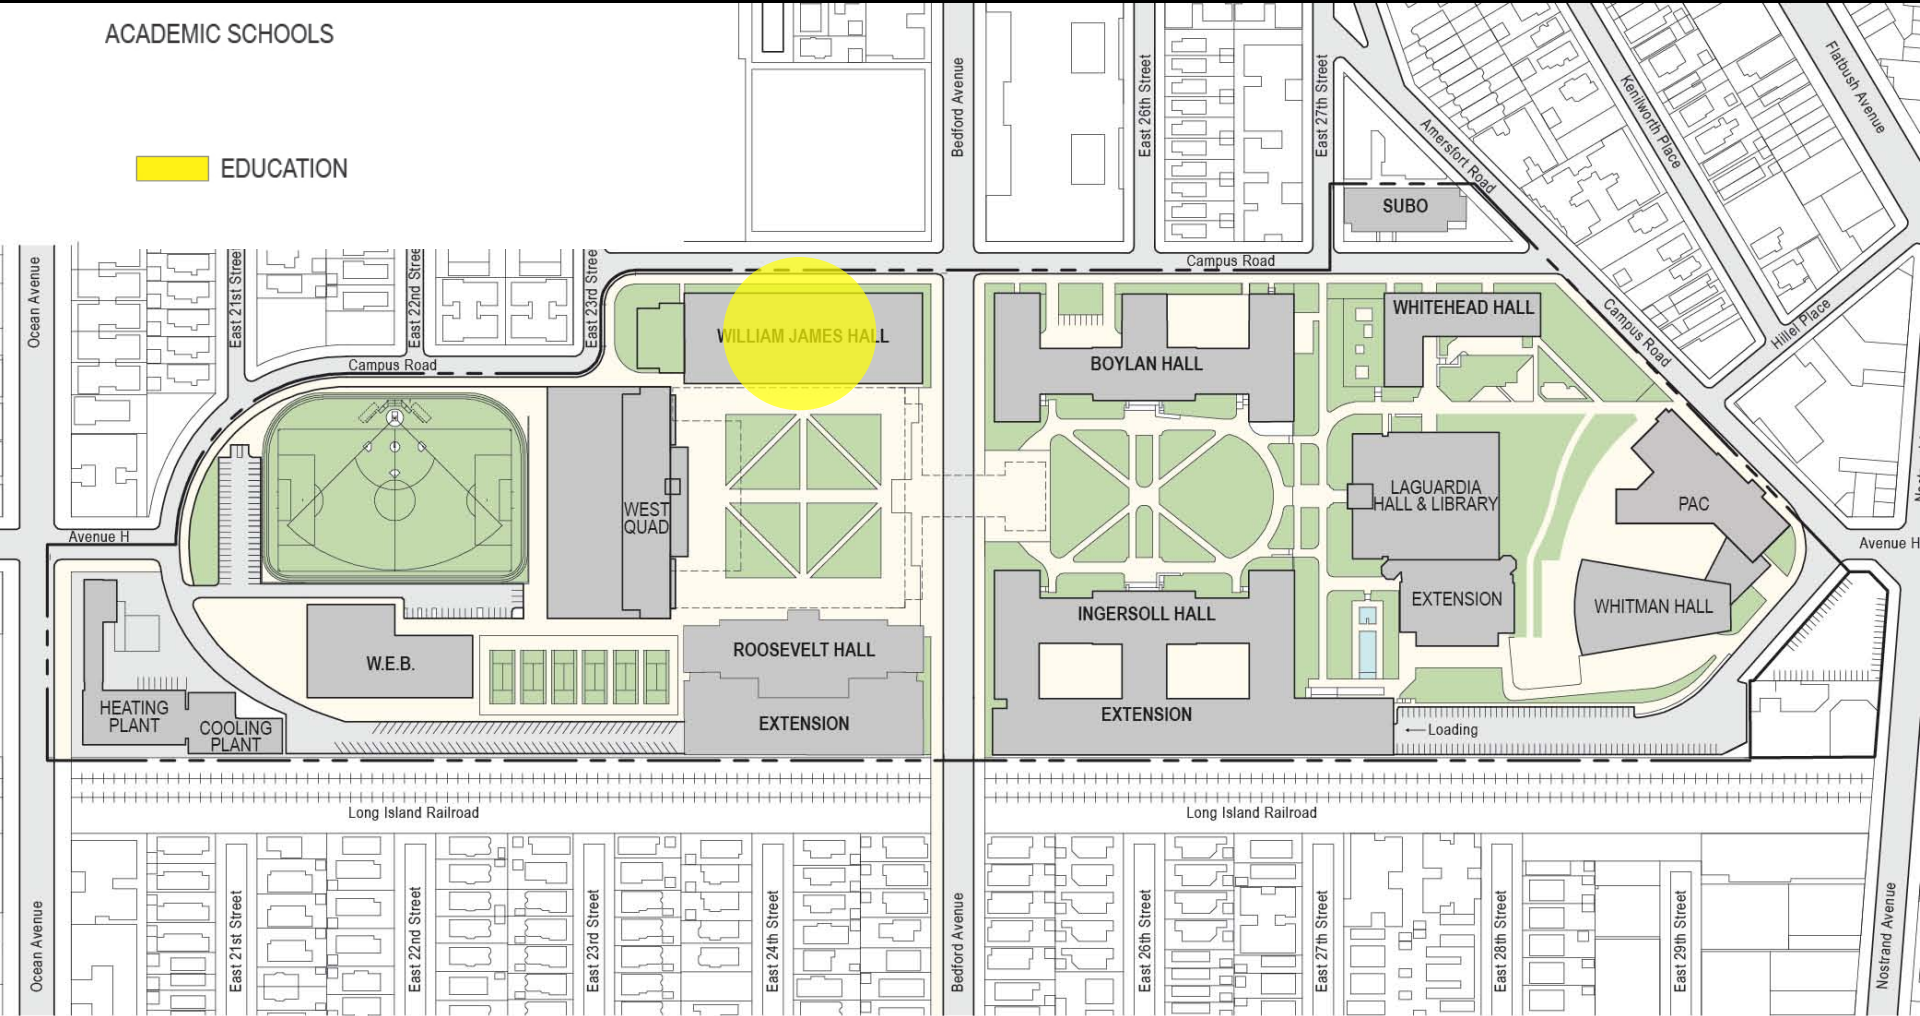 ACADEMIC SCHOOLS
EDUCATION
Bedford Avenue
East 26th Street
East 27th Street
Amersfort Road
Kenilworth Place
Flatbush Avenue
SUBO
Ocean Avenue
East 21st Street
East 22nd Street
East 23rd Street
Campus Road
Campus Road
Campus Road
Hillel Place
WILLIAM JAMES HALL
BOYLAN HALL
WHITEHEAD HALL
LAGUARDIA
HALL & LIBRARY
PAC
WEST
QUAD
Avenue H
Avenue H
INGERSOLL HALL
EXTENSION
WHITMAN HALL
ROOSEVELT HALL
W.E.B.
HEATING
PLANT
COOLING
PLANT
EXTENSION
EXTENSION
Loading
Long Island Railroad
Long Island Railroad
Ocean Avenue
East 21st Street
East 22nd Street
East 23rd Street
East 24th Street
Bedford Avenue
East 26th Street
East 27th Street
East 28th Street
East 29th Street
Nostrand Avenue